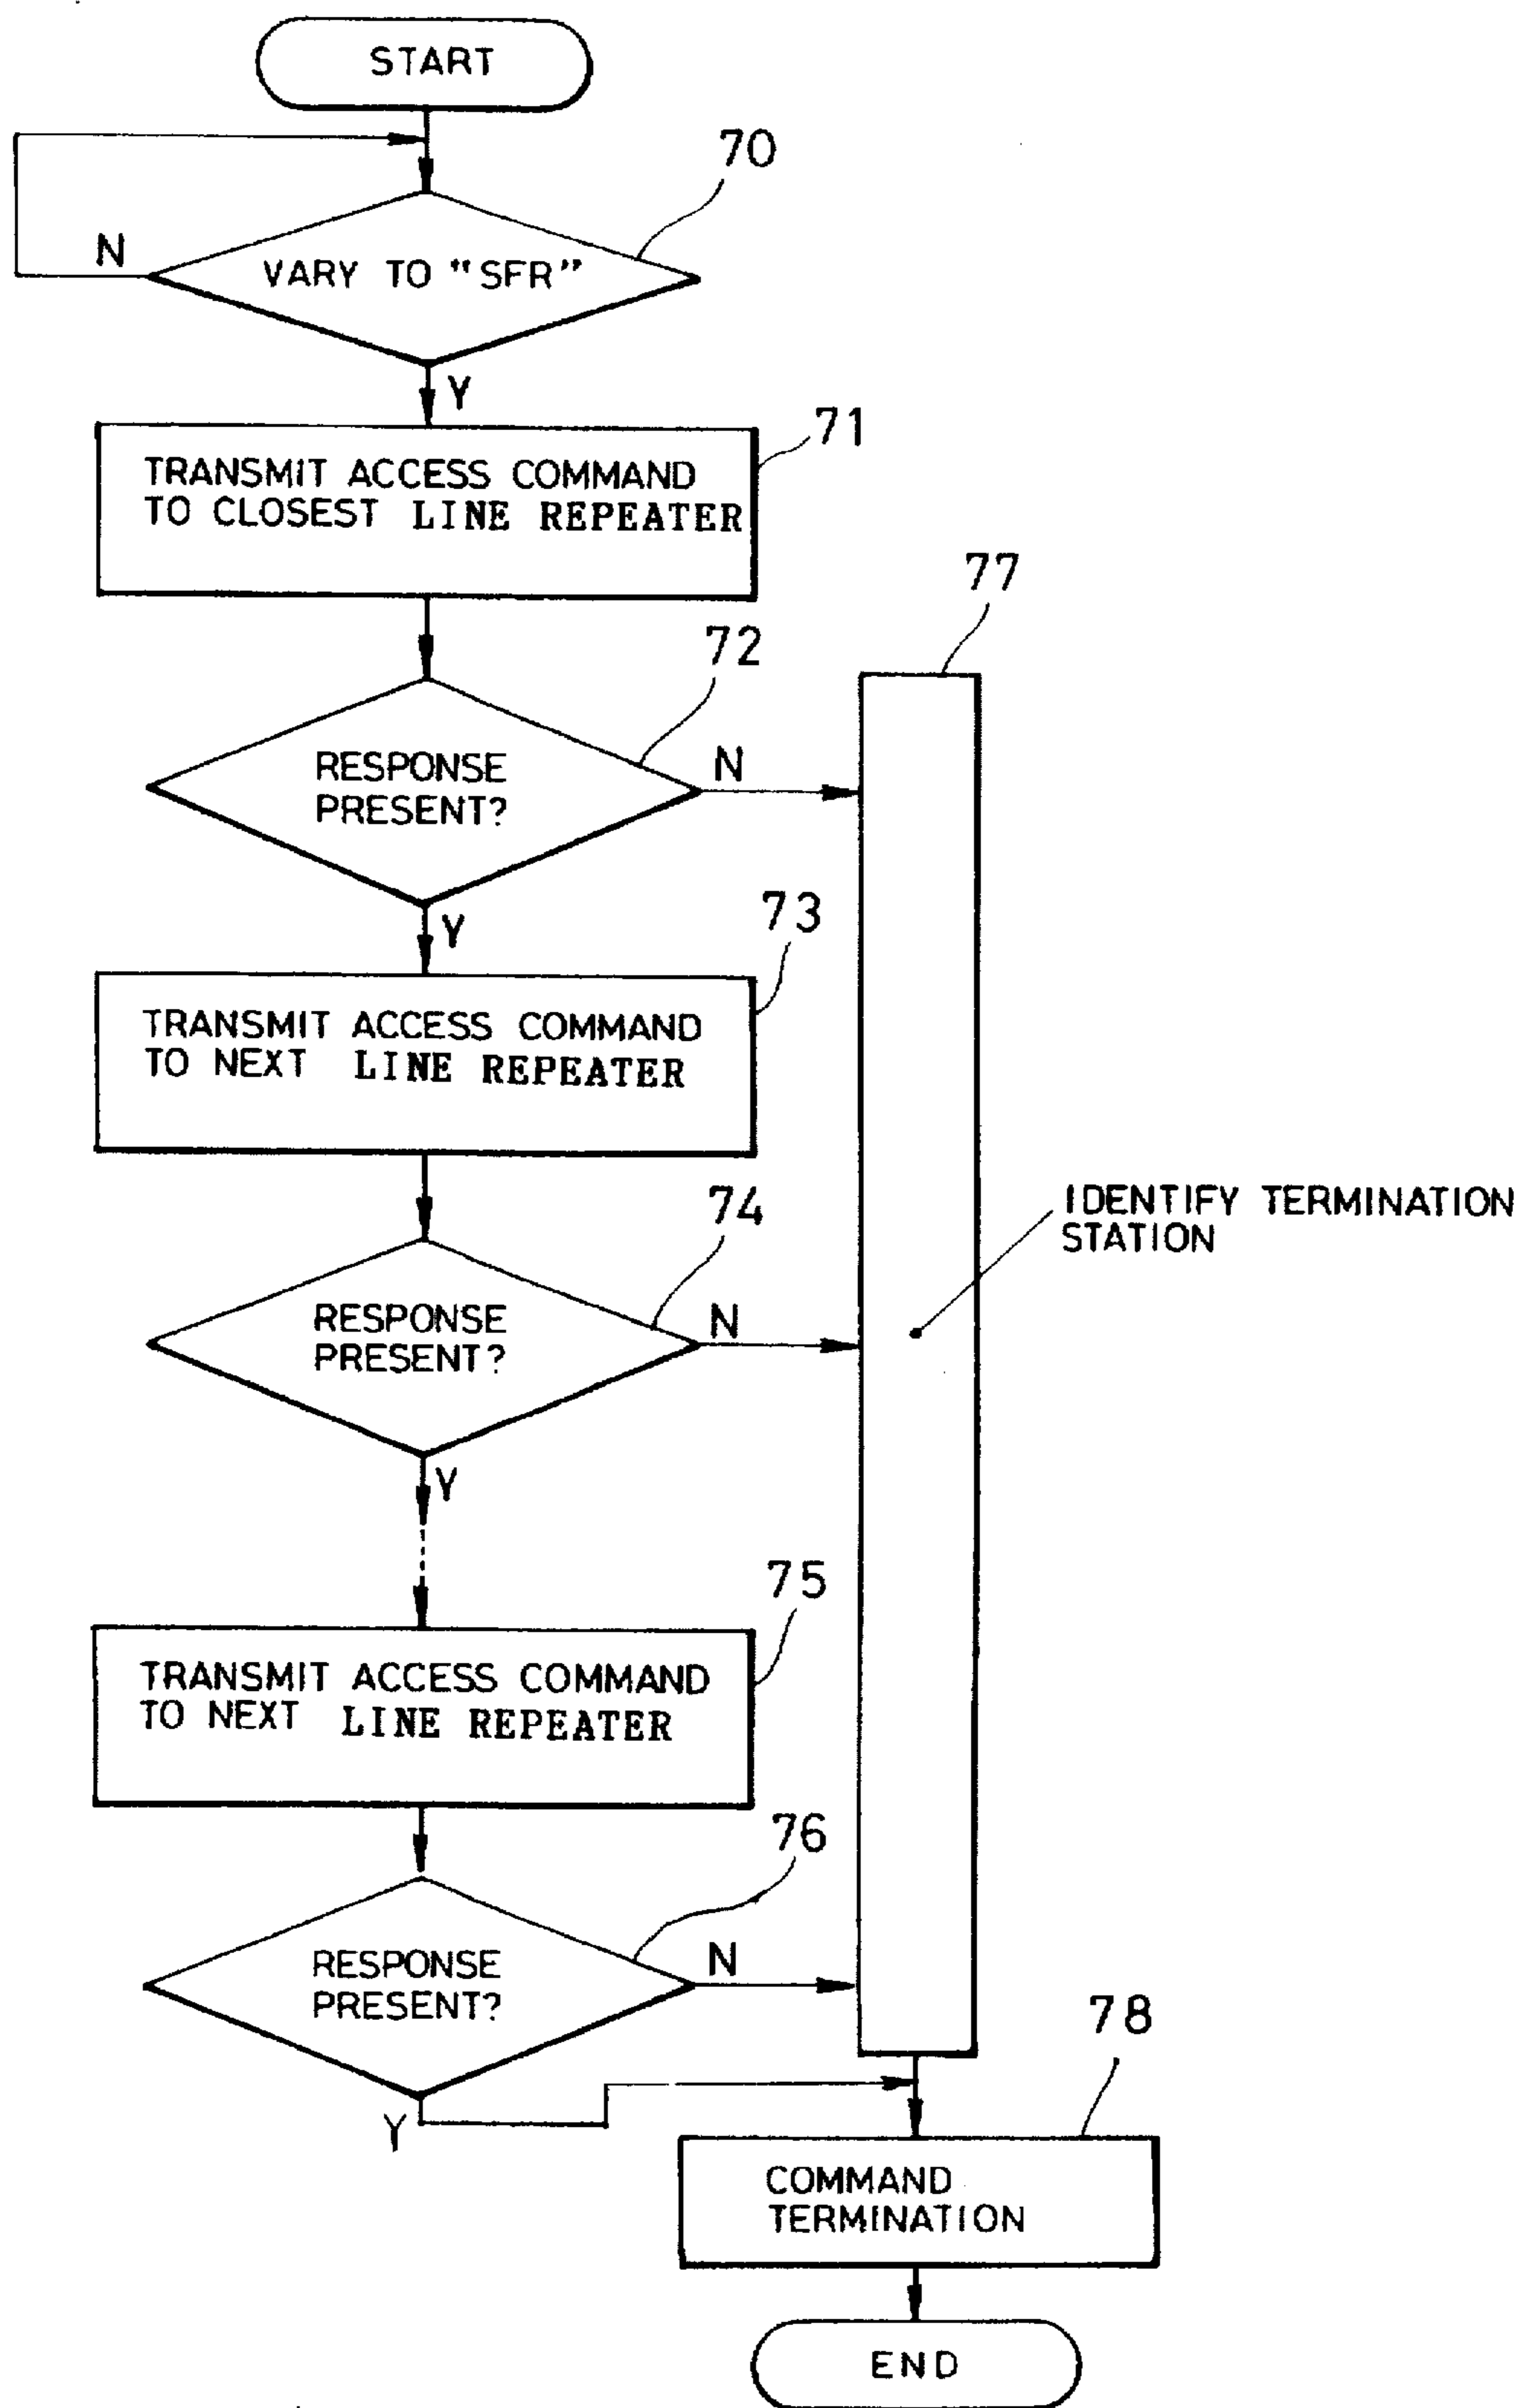 START
70
N
VARY TO "SFR"
Y
71
TRANSMIT ACCESS COMMAND
TO CLOSEST LINE REPEATER
77
72
RESPONSE
PRESENT?
N
Y
73
TRANSMIT ACCESS COMMAND
TO NEXT LINE REPEATER
74
IDENTIFY TERMINATION
STATION
RESPONSE
PRESENT?
N
Y
75
TRANSMIT ACCESS COMMAND
TO NEXT LINE REPEATER
76
RESPONSE
PRESENT?
N
78
Y
COMMAND
TERMINATION
END